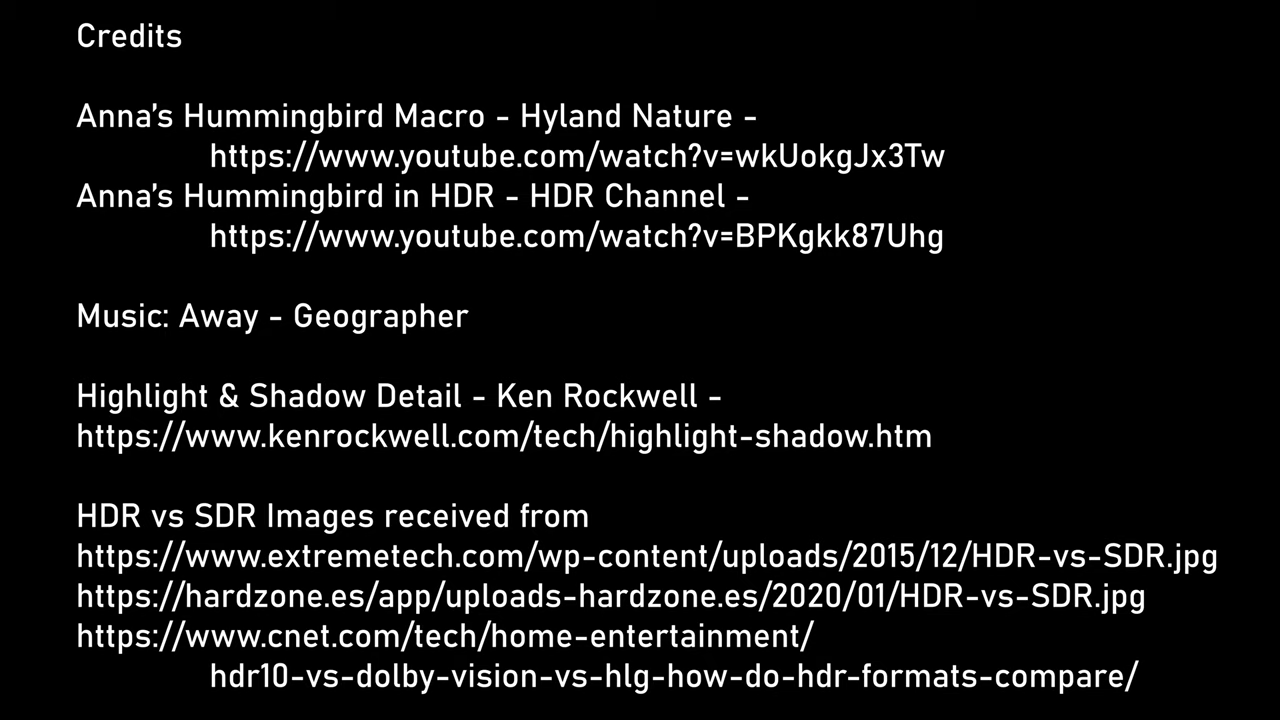 Credits
Anna's Hummingbird Macro - Hyland Nature -
https://www.youtube.com/watch?v=wkUokgJx3Tw
Anna's Hummingbird in HDR - HDR Channel -
https://www.youtube.com/watch?v=BPKgkk87Uhg
Music: Away - Geographer
Highlight & Shadow Detail - Ken Rockwell -
https://www.kenrockwell.com/tech/highlight-shadow.htm
HDR vs SDR Images received from
https://www.extremetech.com/wp-content/uploads/2015/12/HDR-vs-SDR.jpg
https://hardzone.es/app/uploads-hardzone.es/2020/01/HDR-vs-SDR.jpg
https://www.cnet.com/tech/home-entertainment/
hdr10-vs-dolby-vision-vs-hlg-how-do-hdr-formats-compare/